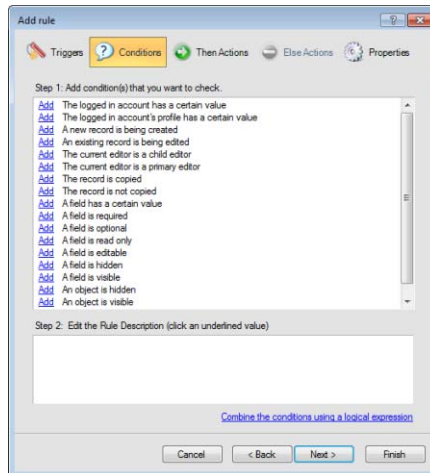 Add rule
Triggers Conditions Then Actions Else Actions Properties
Step 1: Add condition(s) that you want to check.
Add The logged in account has a certain value
Add The logged in account's profile has a certain value
Add A new record is being created
Add An existing record is being edited
Add The current editor is a child editor
Add The current editor is a primary editor
Add The record is copied
Add The record is not copied
Add A field has a certain value
Add A field is required
Add A field is optional
Add A field is read only
Add A field is editable
Add A field is hidden
Add A field is visible
Add An object is hidden
Add An object is visible
Step 2: Edit the Rule Description (click an underlined value)
Combine the conditions using a logical expression
Cancel < Back Next > Finish